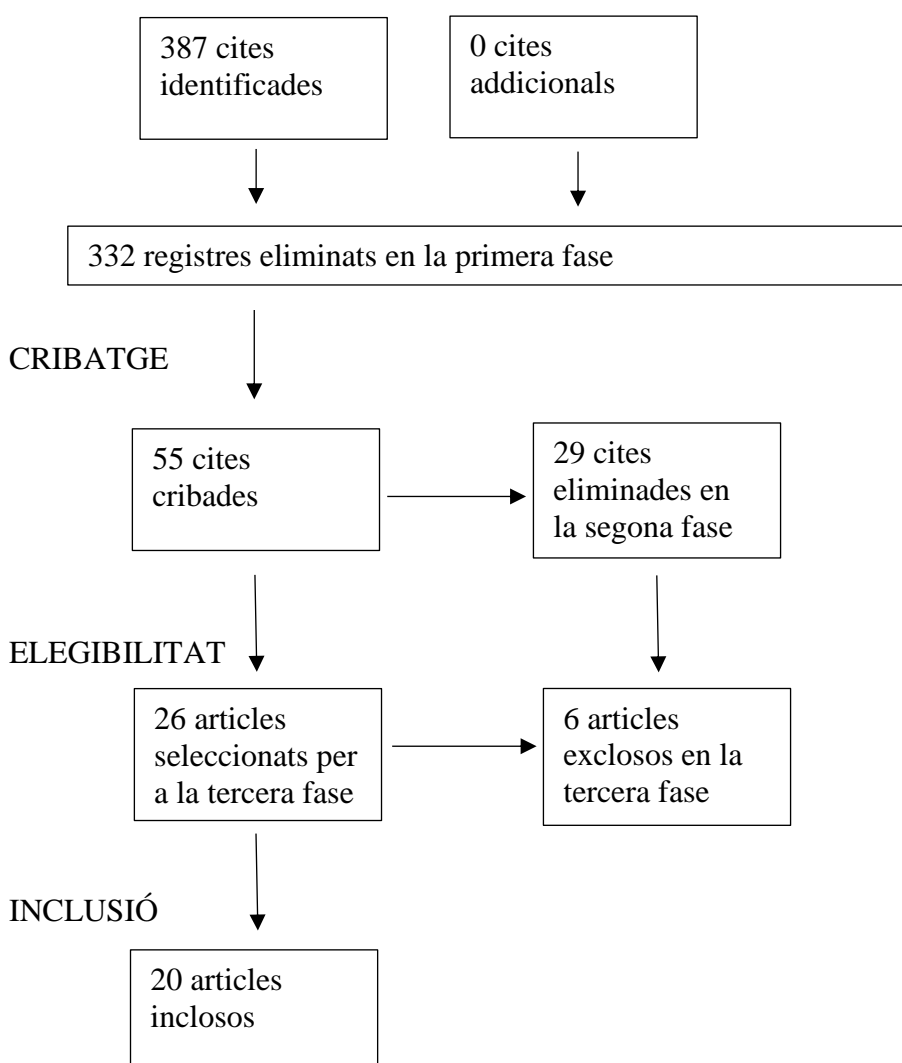 387 cites
identificades
0 cites
addicionals
332 registres eliminats en la primera fase
CRIBATGE
55 cites
cribades
29 cites
eliminades en
la segona fase
ELEGIBILITAT
26 articles
seleccionats per
a la tercera fase
6 articles
exclosos en la
tercera fase
INCLUSIÓ
20 articles
inclosos